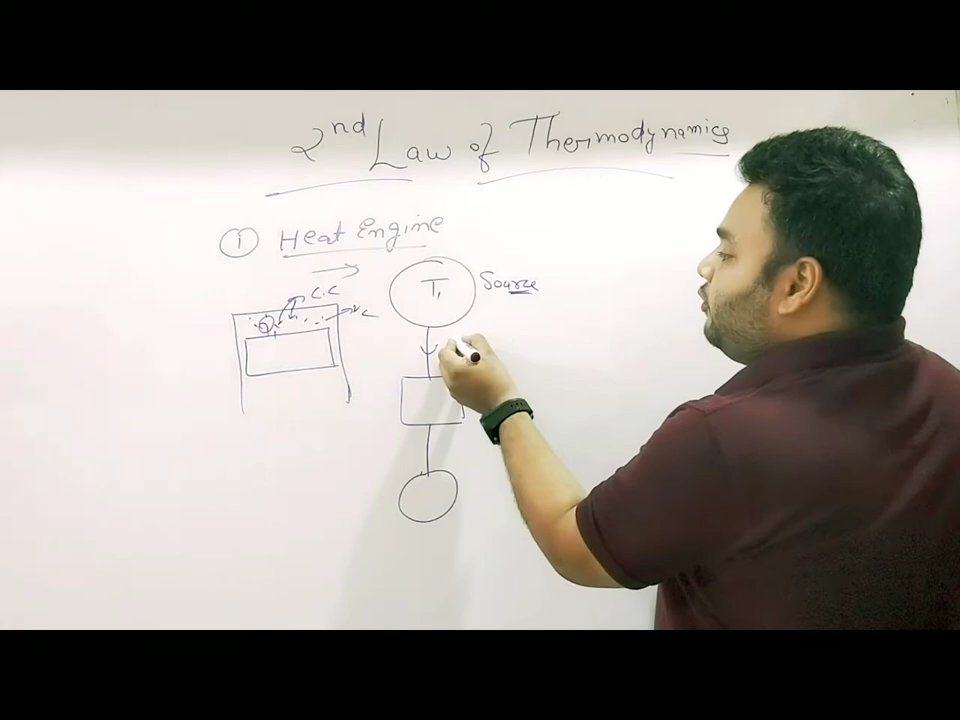 2nd Law of Thermodynamics
① Heat Engine
T₁ Source
C.C